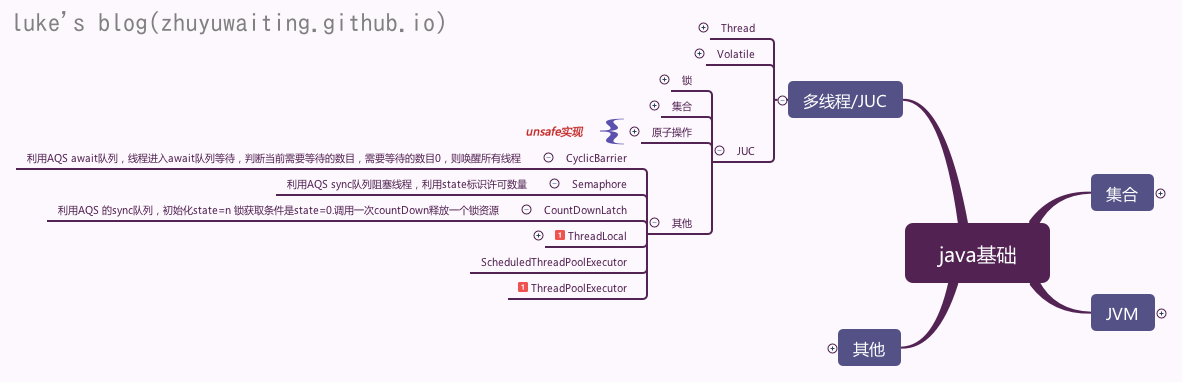 luke's blog(zhuyuwaiting.github.io)
Thread
Volatile
锁
集合
unsafe实现
原子操作
JUC
多线程/JUC
利用AQS await队列，线程进入await队列等待，判断当前需要等待的数目，需要等待的数目0，则唤醒所有线程
CyclicBarrier
利用AQS sync队列阻塞线程，利用state标识许可数量
Semaphore
利用AQS 的sync队列，初始化state=n 锁获取条件是state=0.调用一次countDown释放一个锁资源
CountDownLatch
其他
1 ThreadLocal
ScheduledThreadPoolExecutor
1 ThreadPoolExecutor
java基础
集合
JVM
其他